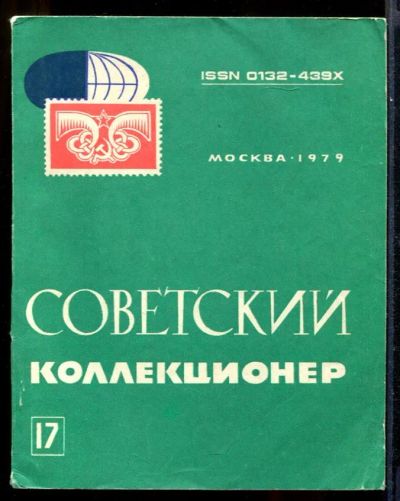 ISSN 0132-439X
МОСКВА·1979
СОВЕТСКИЙ
КОЛЛЕКЦИОНЕР
17